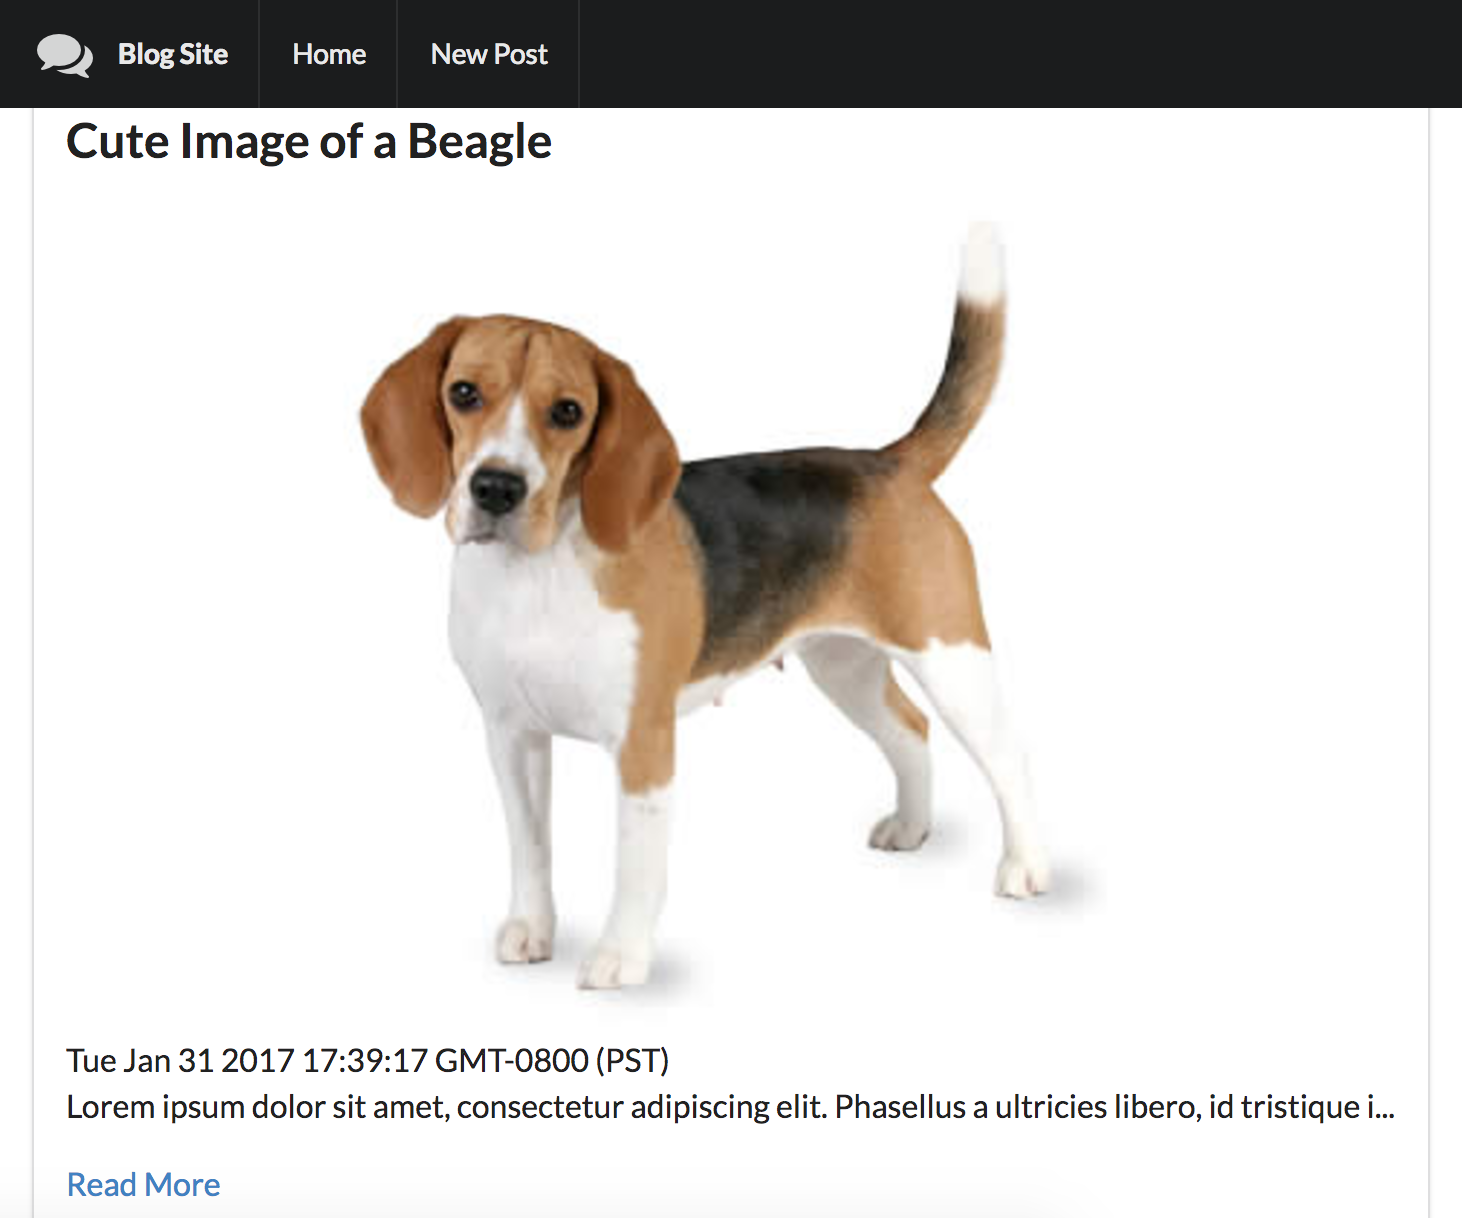 Blog Site Home New Post
Cute Image of a Beagle
Tue Jan 31 2017 17:39:17 GMT-0800 (PST)
Lorem ipsum dolor sit amet, consectetur adipiscing elit. Phasellus a ultricies libero, id tristique i...
Read More